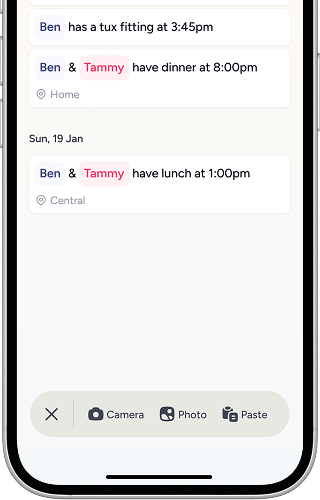 Ben has a tux fitting at 3:45pm
Ben & Tammy have dinner at 8:00pm
Home
Sun, 19 Jan
Ben & Tammy have lunch at 1:00pm
Central
Camera Photo Paste